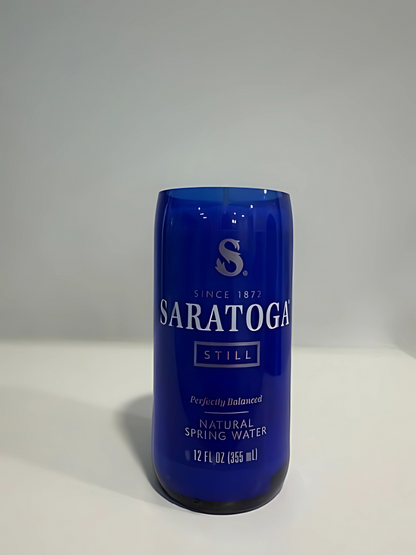 S®
SINCE 1872
SARATOGA®
STILL
Perfectly Balanced
NATURAL
SPRING WATER
12 FL OZ (355 mL)